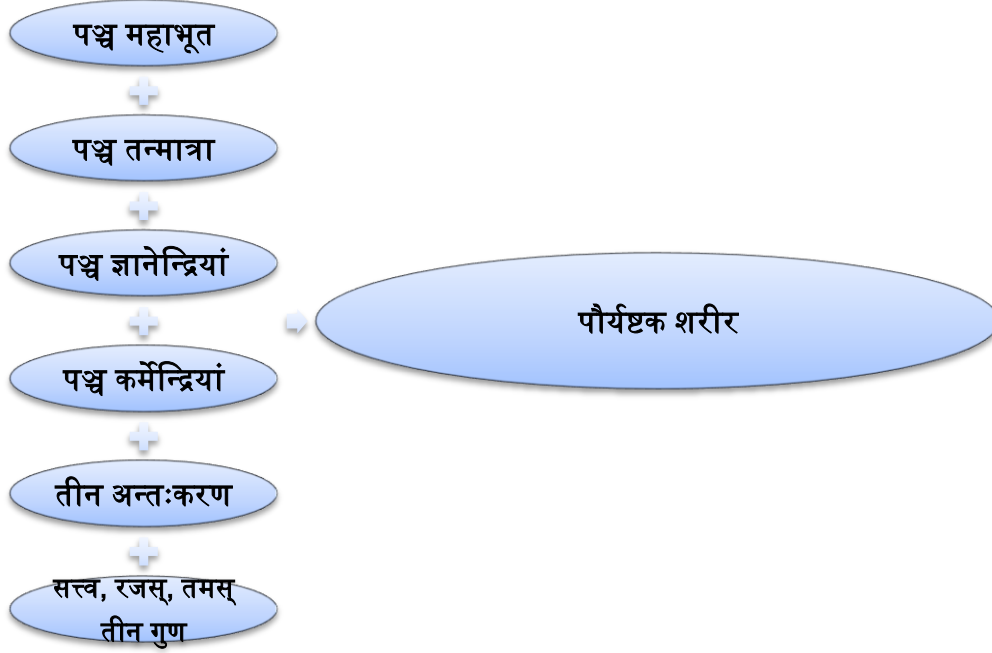 पञ्च महाभूत
पञ्च तन्मात्रा
पञ्च ज्ञानेन्द्रियां
पञ्च कर्मेन्द्रियां
तीन अन्तःकरण
सत्त्व, रजस्, तमस्
तीन गुण
पौर्यष्टक शरीर